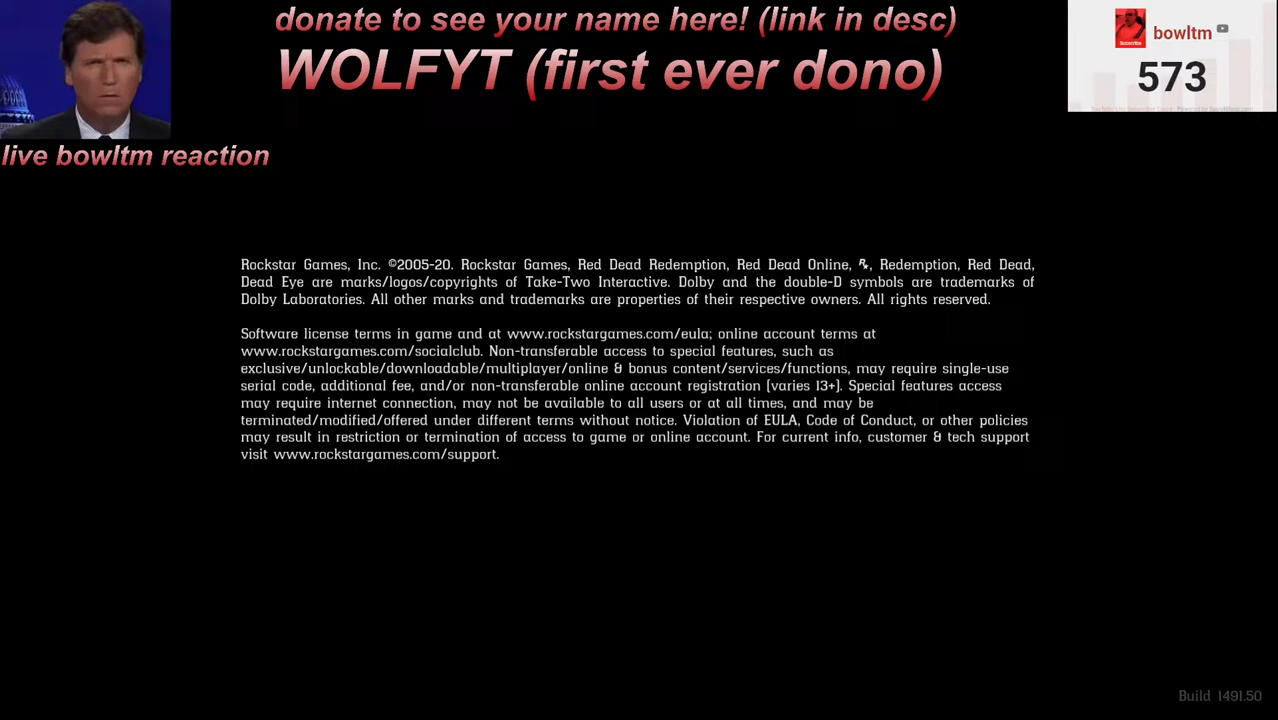 donate to see your name here! (link in desc)
WOLFYT (first ever dono)
bowltm
573
live bowltm reaction
Rockstar Games, Inc. ©2005-20. Rockstar Games, Red Dead Redemption, Red Dead Online, R, Redemption, Red Dead,
Dead Eye are marks/logos/copyrights of Take-Two Interactive. Dolby and the double-D symbols are trademarks of
Dolby Laboratories. All other marks and trademarks are properties of their respective owners. All rights reserved.
Software license terms in game and at www.rockstargames.com/eula; online account terms at
www.rockstargames.com/socialclub. Non-transferable access to special features, such as
exclusive/unlockable/downloadable/multiplayer/online & bonus content/services/functions, may require single-use
serial code, additional fee, and/or non-transferable online account registration (varies 13+). Special features access
may require internet connection, may not be available to all users or at all times, and may be
terminated/modified/offered under different terms without notice. Violation of EULA, Code of Conduct, or other policies
may result in restriction or termination of access to game or online account. For current info, customer & tech support
visit www.rockstargames.com/support.
Build 1491.50